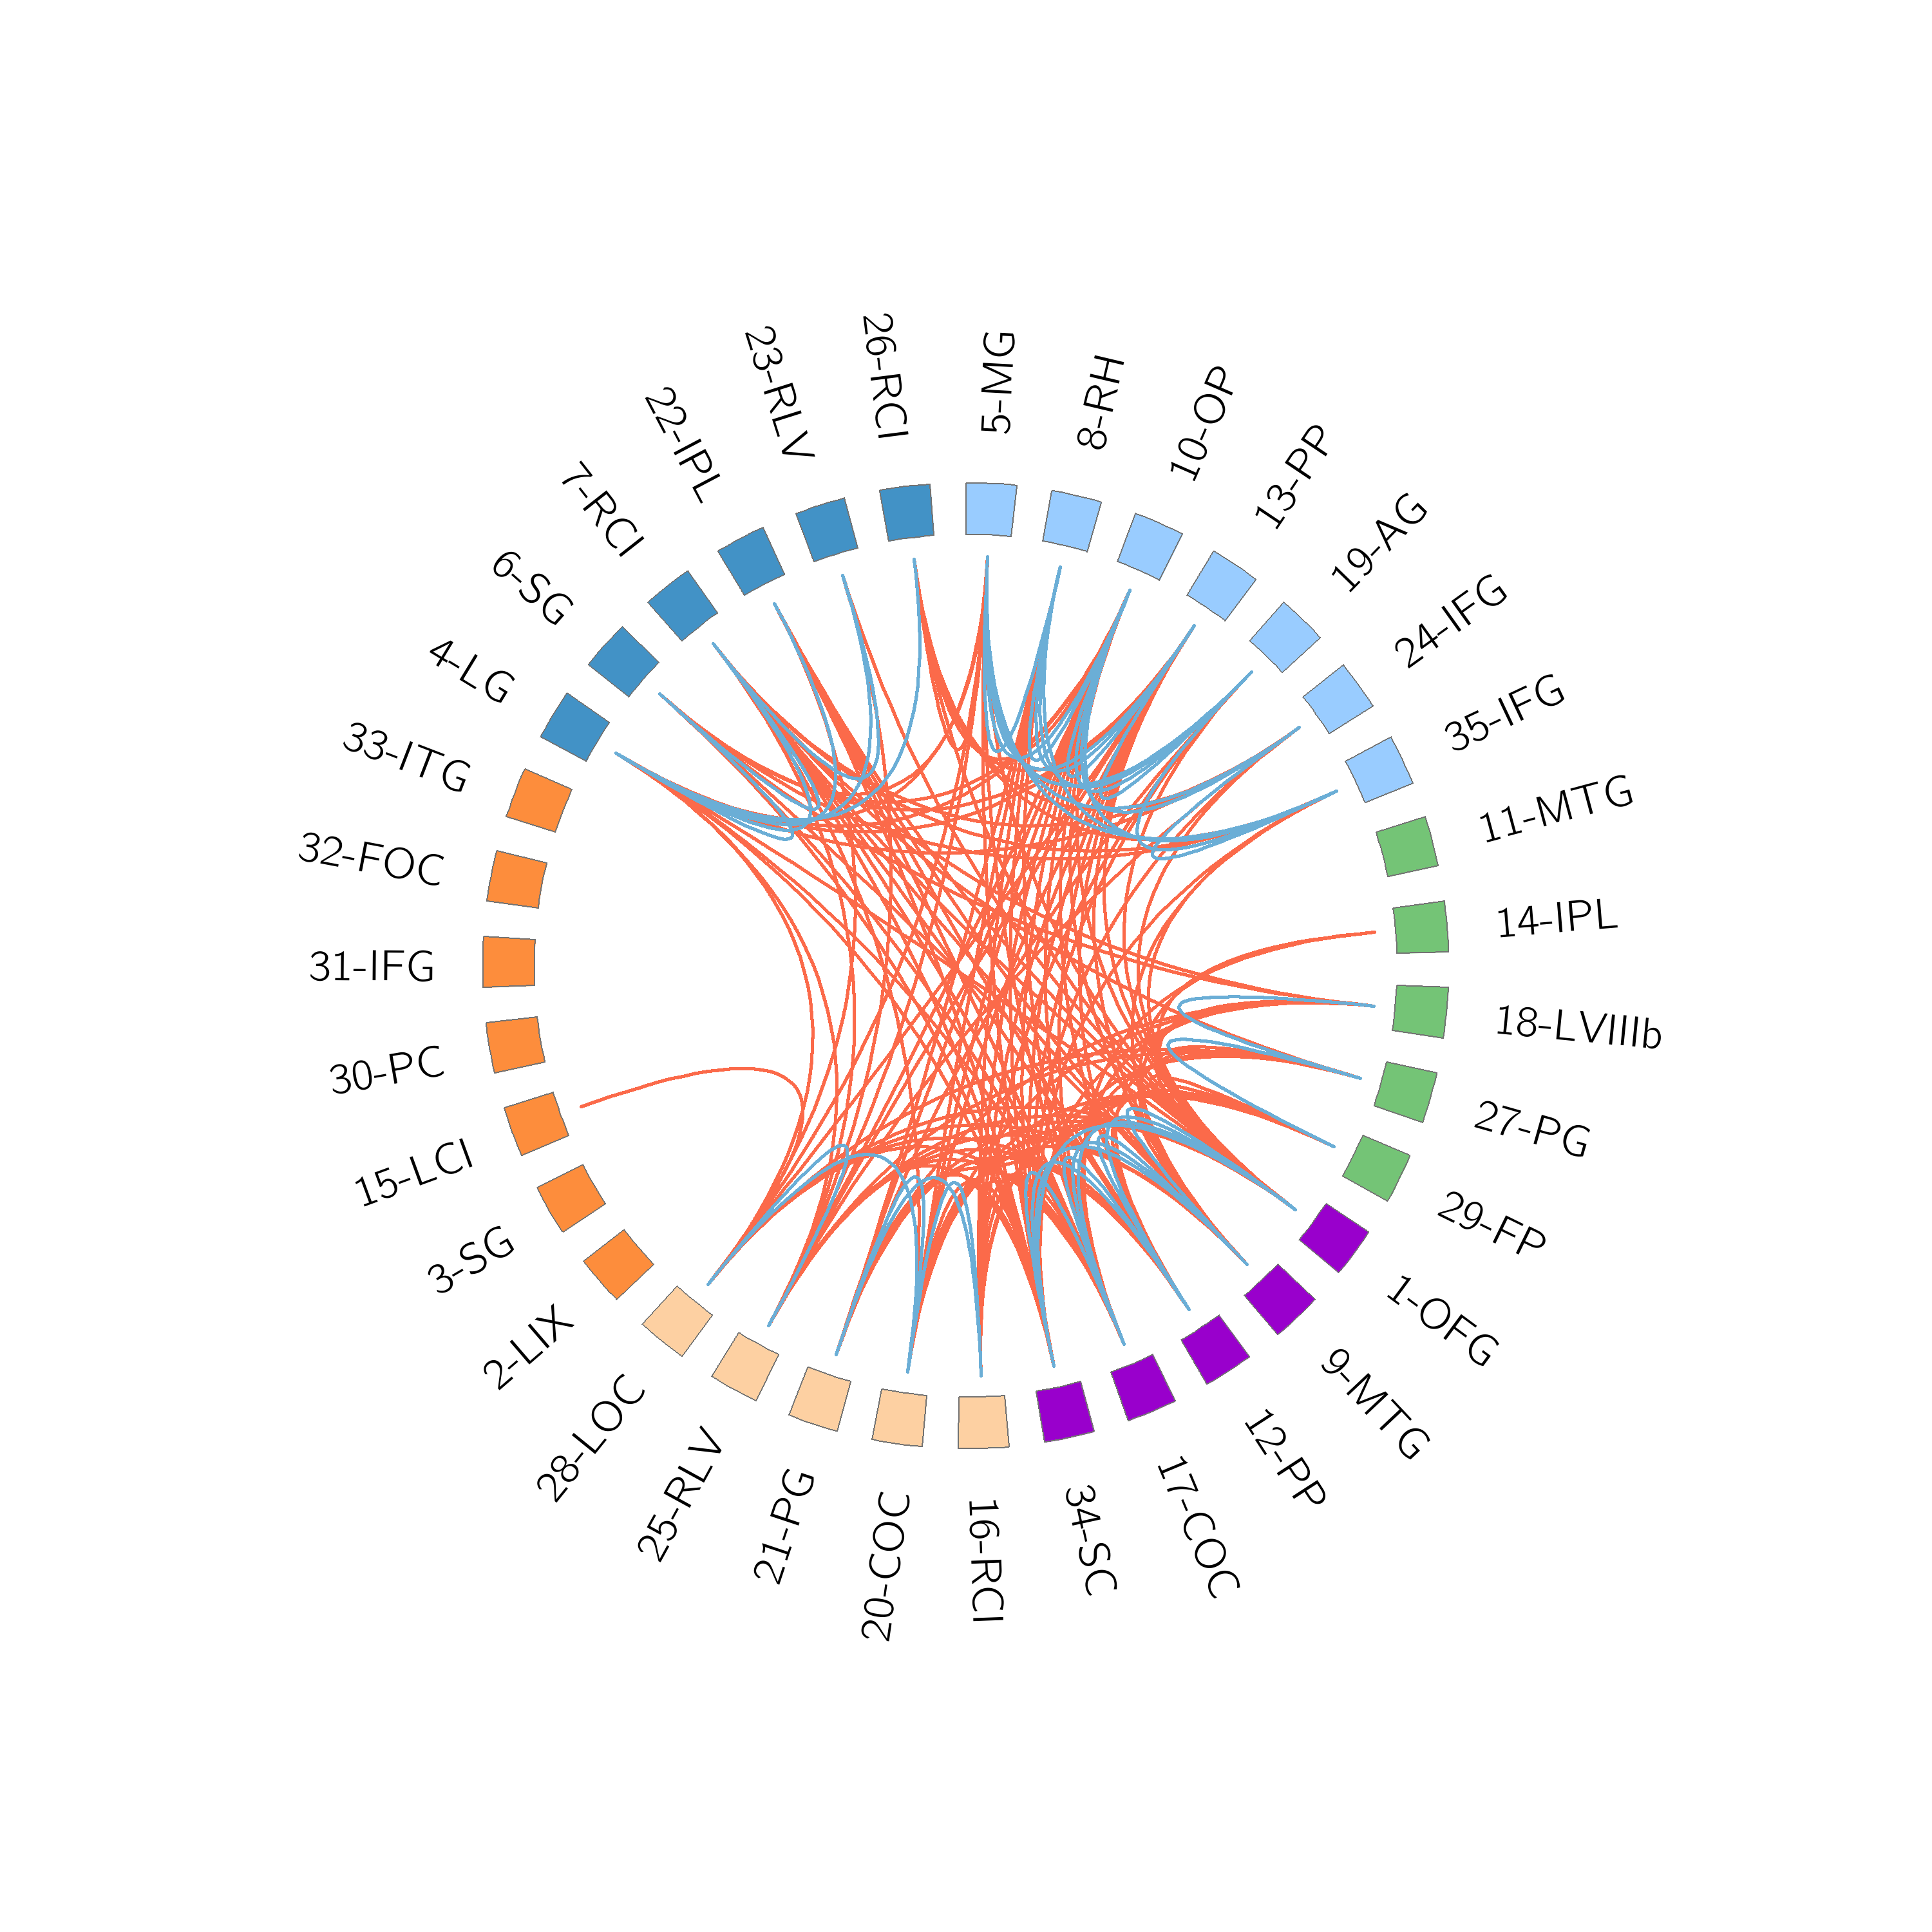 5-MG
8-RH
10-OP
13-PP
19-AG
24-IFG
35-IFG
11-MTG
14-IPL
18-LVIIIb
27-PG
29-FP
1-OFG
9-MTG
12-PP
17-COC
34-SC
16-RCI
20-COC
21-PG
25-RLV
28-LOC
2-LIX
3-SG
15-LCI
30-PC
31-IFG
32-FOC
33-ITG
4-LG
6-SG
7-RCI
22-IPL
23-RLV
26-RCI